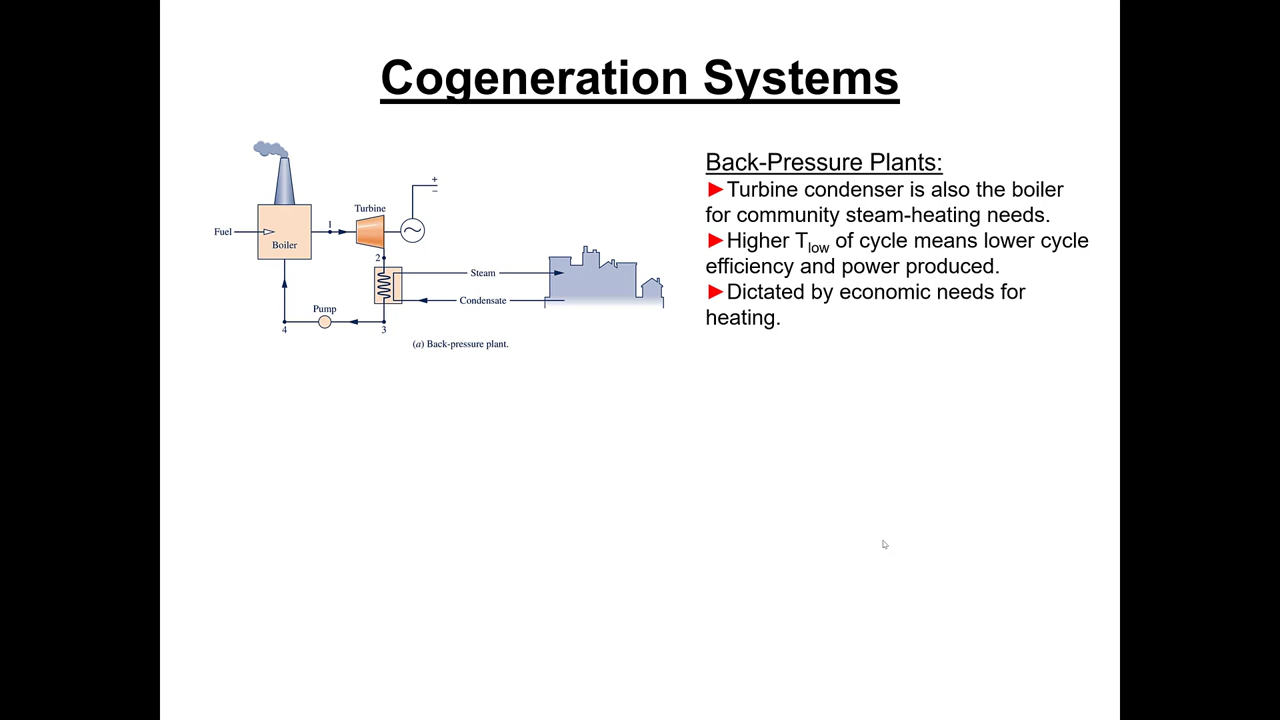 Cogeneration Systems
Turbine
Fuel
Boiler
1
+
−
2
Steam
Condensate
Pump
4
3
(a) Back-pressure plant.
Back-Pressure Plants:
►Turbine condenser is also the boiler
for community steam-heating needs.
►Higher Tlow of cycle means lower cycle
efficiency and power produced.
►Dictated by economic needs for
heating.